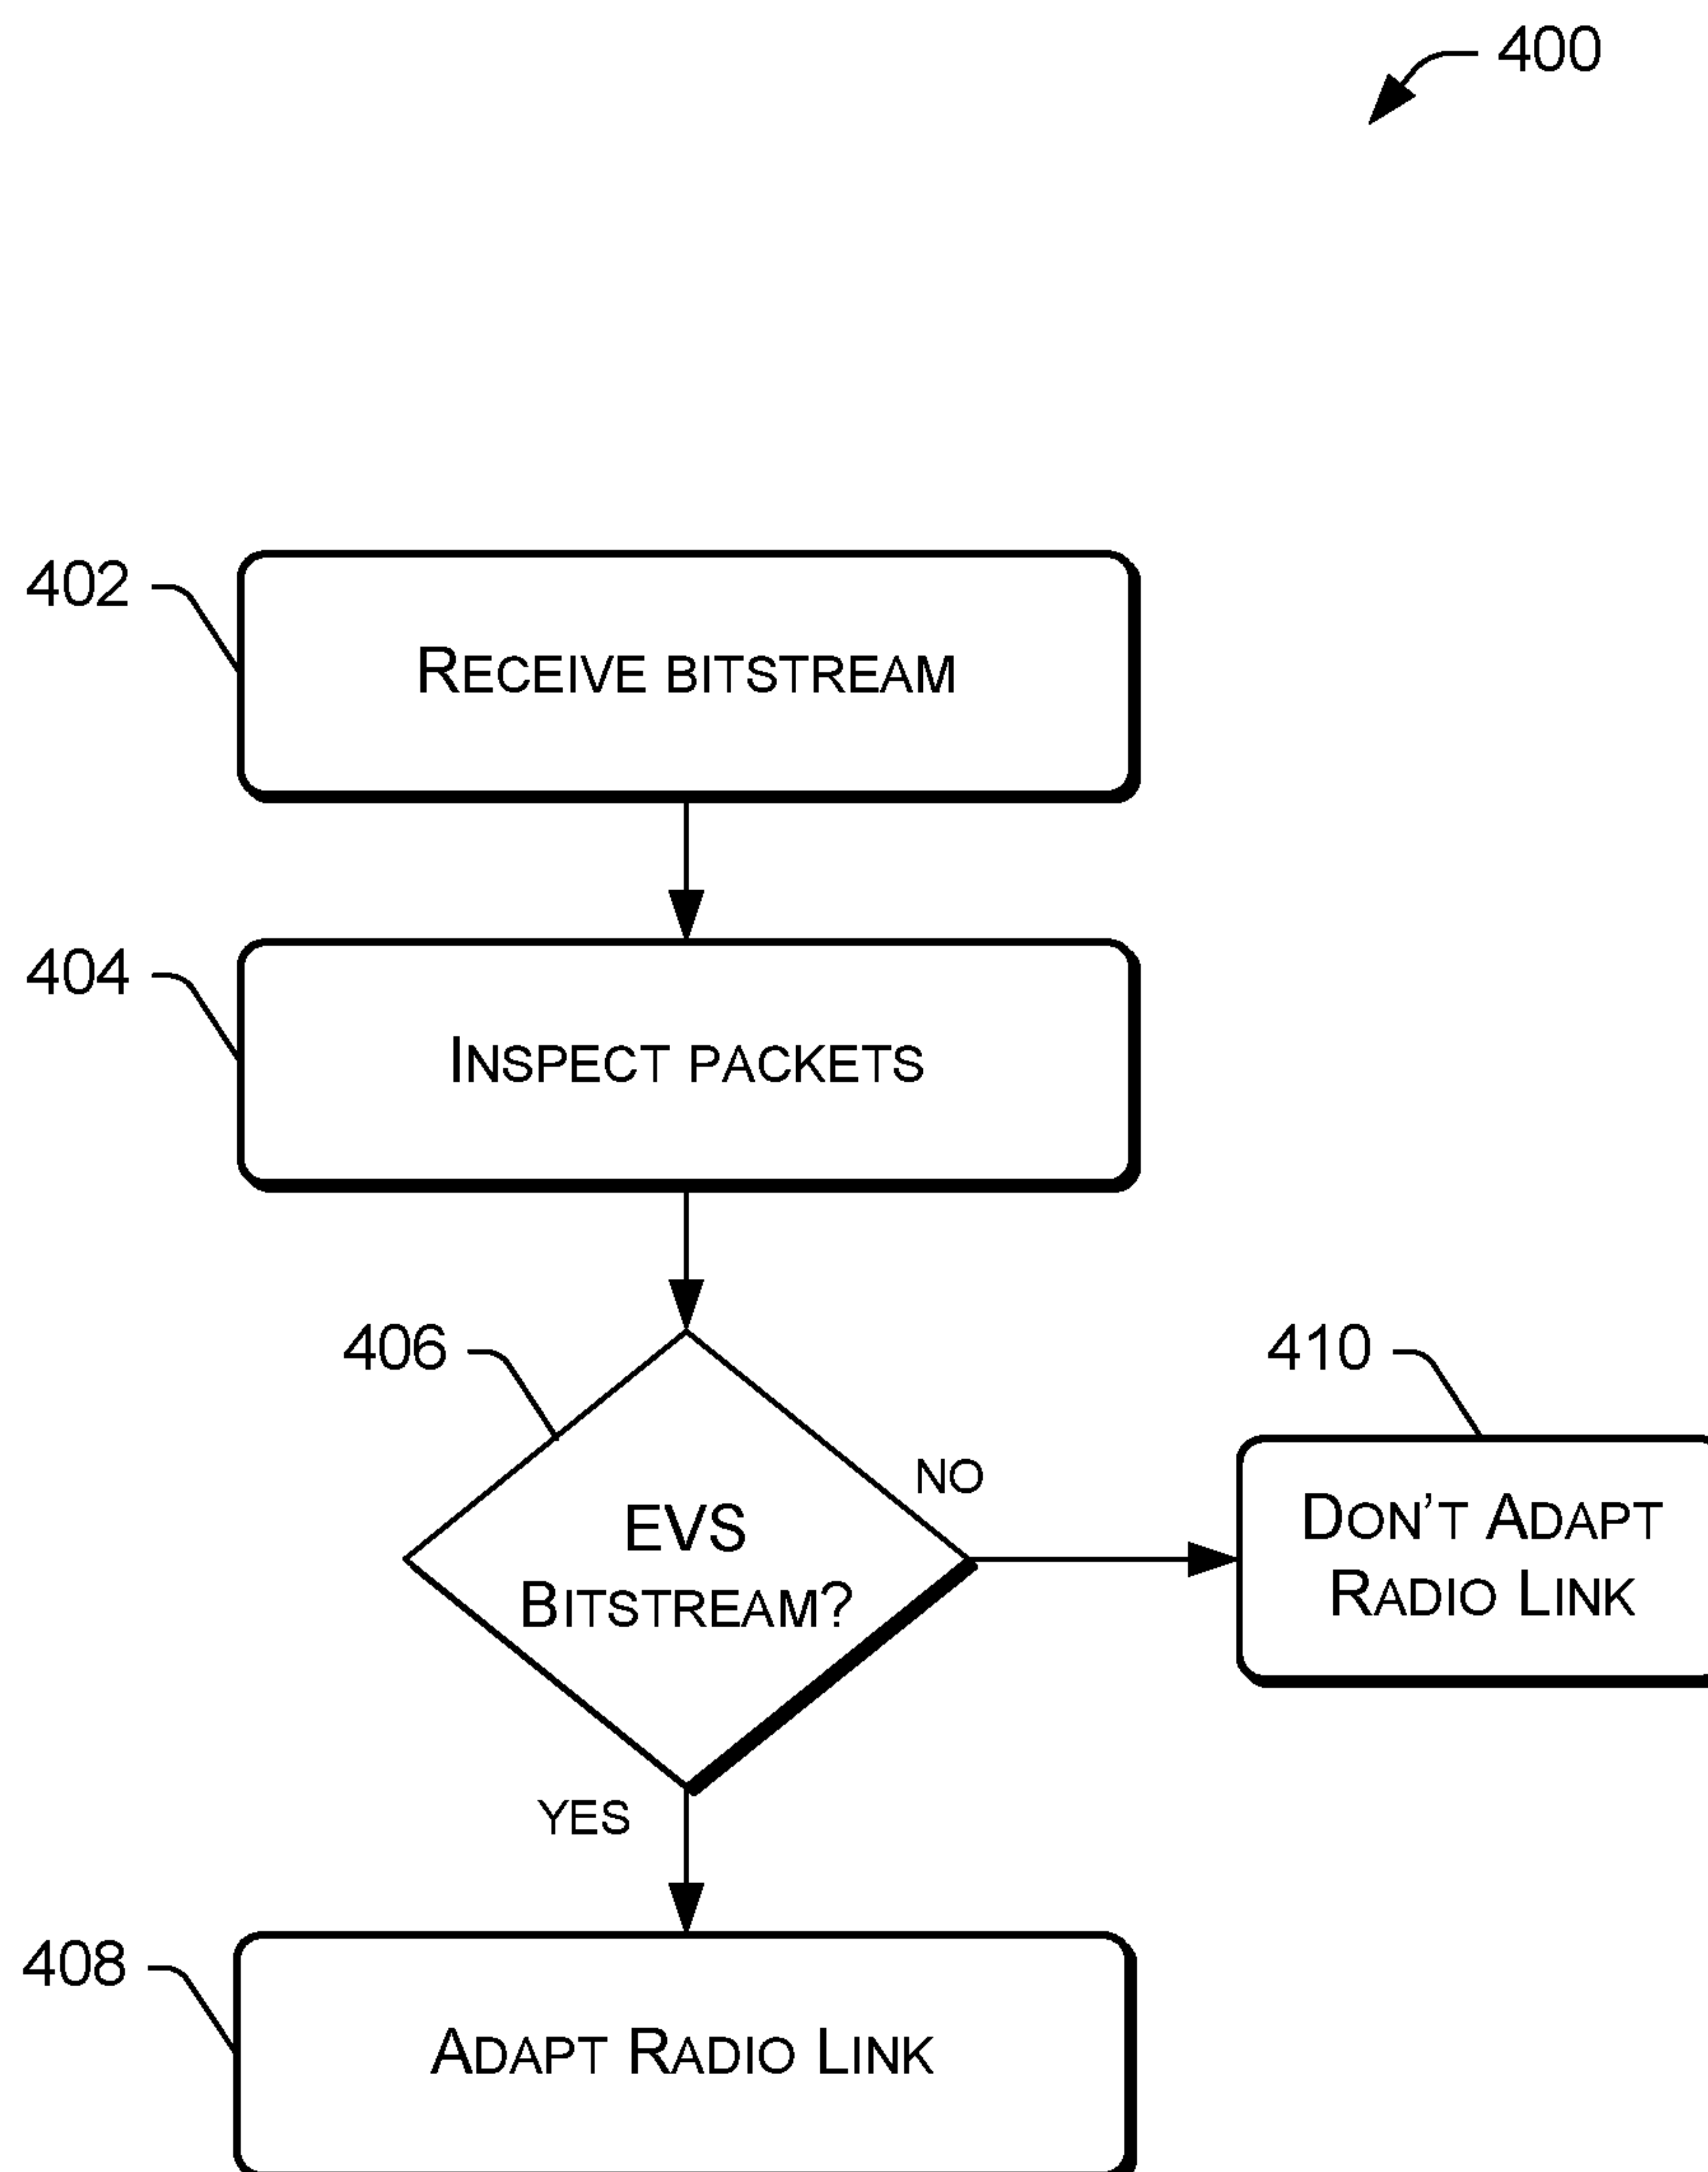 400
402
RECEIVE BITSTREAM
404
INSPECT PACKETS
406
410
NO
EVS
BITSTREAM?
DON'T ADAPT
RADIO LINK
YES
408
ADAPT RADIO LINK